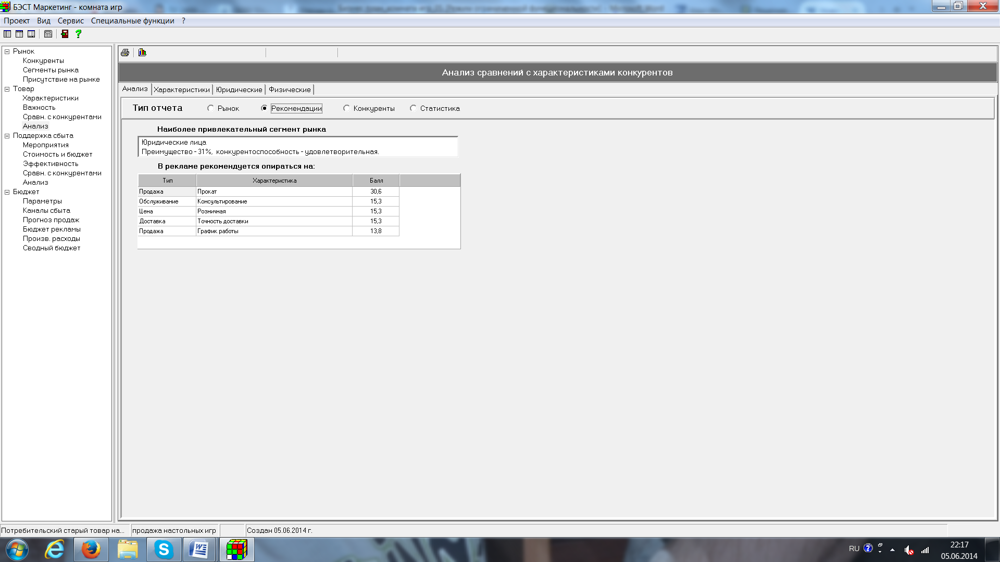 БЭСТ Маркетинг - комната игр
Проект Вид Сервис Специальные функции ?
Рынок
Конкуренты
Сегменты рынка
Присутствие на рынке
Товар
Характеристики
Важность
Сравн. с конкурентами
Анализ
Поддержка сбыта
Мероприятия
Стоимость и бюджет
Эффективность
Сравн. с конкурентами
Анализ
Бюджет
Параметры
Каналы сбыта
Прогноз продаж
Бюджет рекламы
Произв. расходы
Сводный бюджет
Анализ сравнений с характеристиками конкурентов
Анализ Характеристики Юридические Физические
Тип отчета Рынок Рекомендации Конкуренты Статистика
Наиболее привлекательный сегмент рынка
Юридические лица
Преимущество - 31%, конкурентоспособность - удовлетворительная.
В рекламе рекомендуется опираться на:
Тип Характеристика Балл
Продажа Прокат 30,6
Обслуживание Консультирование 15,3
Цена Розничная 15,3
Доставка Точность доставки 15,3
Продажа График работы 13,8
Потребительский старый товар на... продажа настольных игр Создан 05.06.2014 г.
RU 22:17
05.06.2014